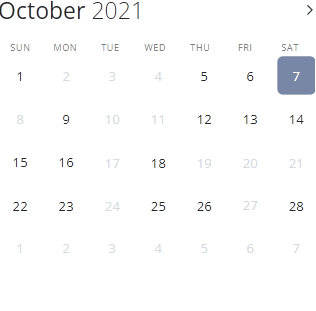 October 2021 >
SUN MON TUE WED THU FRI SAT
1 2 3 4 5 6 7
8 9 10 11 12 13 14
15 16 17 18 19 20 21
22 23 24 25 26 27 28
1 2 3 4 5 6 7